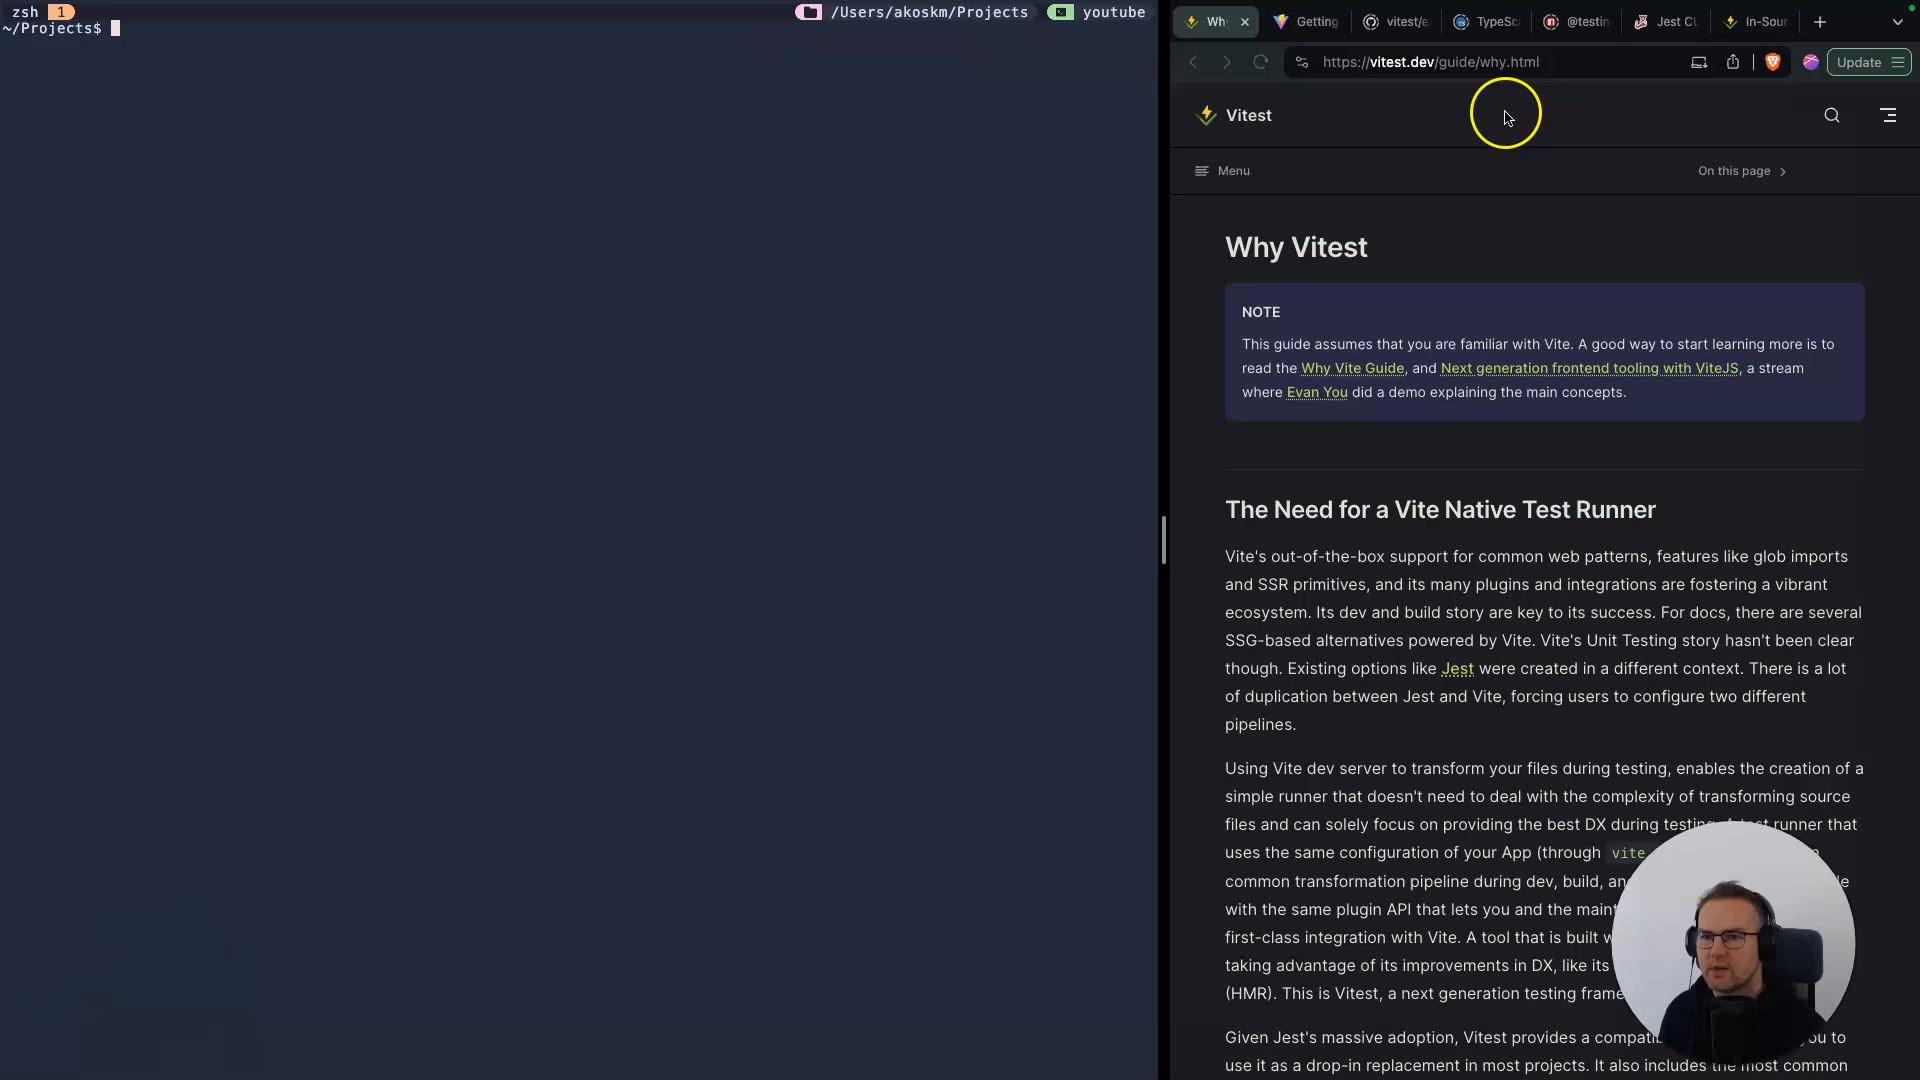 zsh 1
/Users/akoskm/Projects
youtube
~/Projects$
Wh
Getting
vitest/e
TypeSc
@testin
Jest CL
In-Sour
https://vitest.dev/guide/why.html
Update
Vitest
Menu
On this page
Why Vitest
NOTE
This guide assumes that you are familiar with Vite. A good way to start learning more is to
read the Why Vite Guide, and Next generation frontend tooling with ViteJS, a stream
where Evan You did a demo explaining the main concepts.
The Need for a Vite Native Test Runner
Vite's out-of-the-box support for common web patterns, features like glob imports
and SSR primitives, and its many plugins and integrations are fostering a vibrant
ecosystem. Its dev and build story are key to its success. For docs, there are several
SSG-based alternatives powered by Vite. Vite's Unit Testing story hasn't been clear
though. Existing options like Jest were created in a different context. There is a lot
of duplication between Jest and Vite, forcing users to configure two different
pipelines.
Using Vite dev server to transform your files during testing, enables the creation of a
simple runner that doesn't need to deal with the complexity of transforming source
files and can solely focus on providing the best DX during testing. A test runner that
uses the same configuration of your App (through vite
common transformation pipeline during dev, build, an
with the same plugin API that lets you and the maint
first-class integration with Vite. A tool that is built w
taking advantage of its improvements in DX, like its
(HMR). This is Vitest, a next generation testing frame
Given Jest's massive adoption, Vitest provides a compatib you to
use it as a drop-in replacement in most projects. It also includes the most common